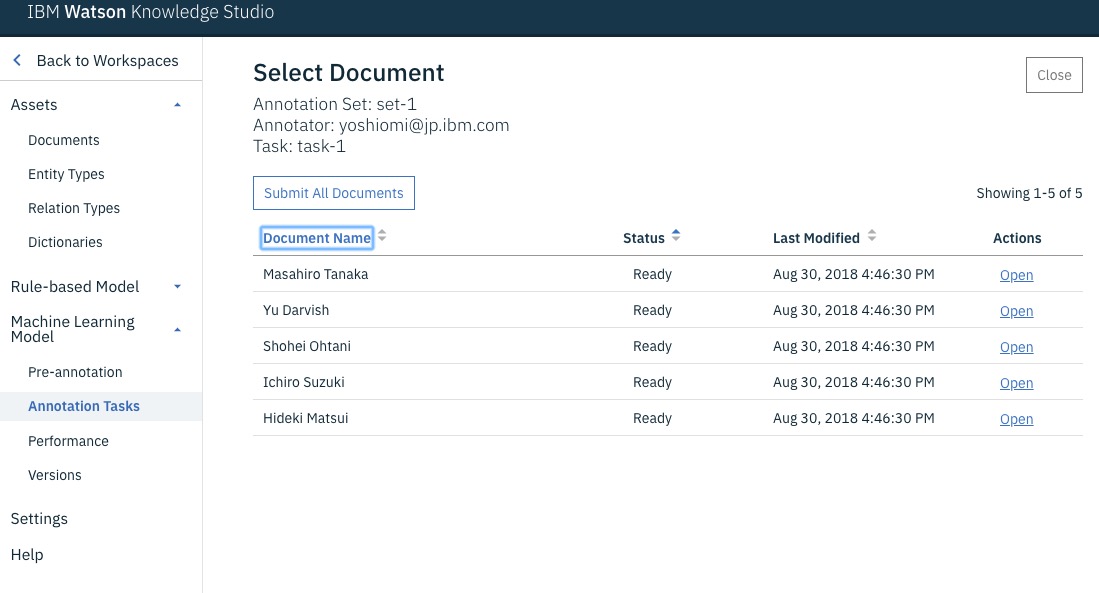 IBM Watson Knowledge Studio
Back to Workspaces
Assets
Documents
Entity Types
Relation Types
Dictionaries
Rule-based Model
Machine Learning
Model
Pre-annotation
Annotation Tasks
Performance
Versions
Settings
Help
Select Document
Close
Annotation Set: set-1
Annotator: yoshiomi@jp.ibm.com
Task: task-1
Submit All Documents
Showing 1-5 of 5
Document Name Status Last Modified Actions
Masahiro Tanaka Ready Aug 30, 2018 4:46:30 PM Open
Yu Darvish Ready Aug 30, 2018 4:46:30 PM Open
Shohei Ohtani Ready Aug 30, 2018 4:46:30 PM Open
Ichiro Suzuki Ready Aug 30, 2018 4:46:30 PM Open
Hideki Matsui Ready Aug 30, 2018 4:46:30 PM Open